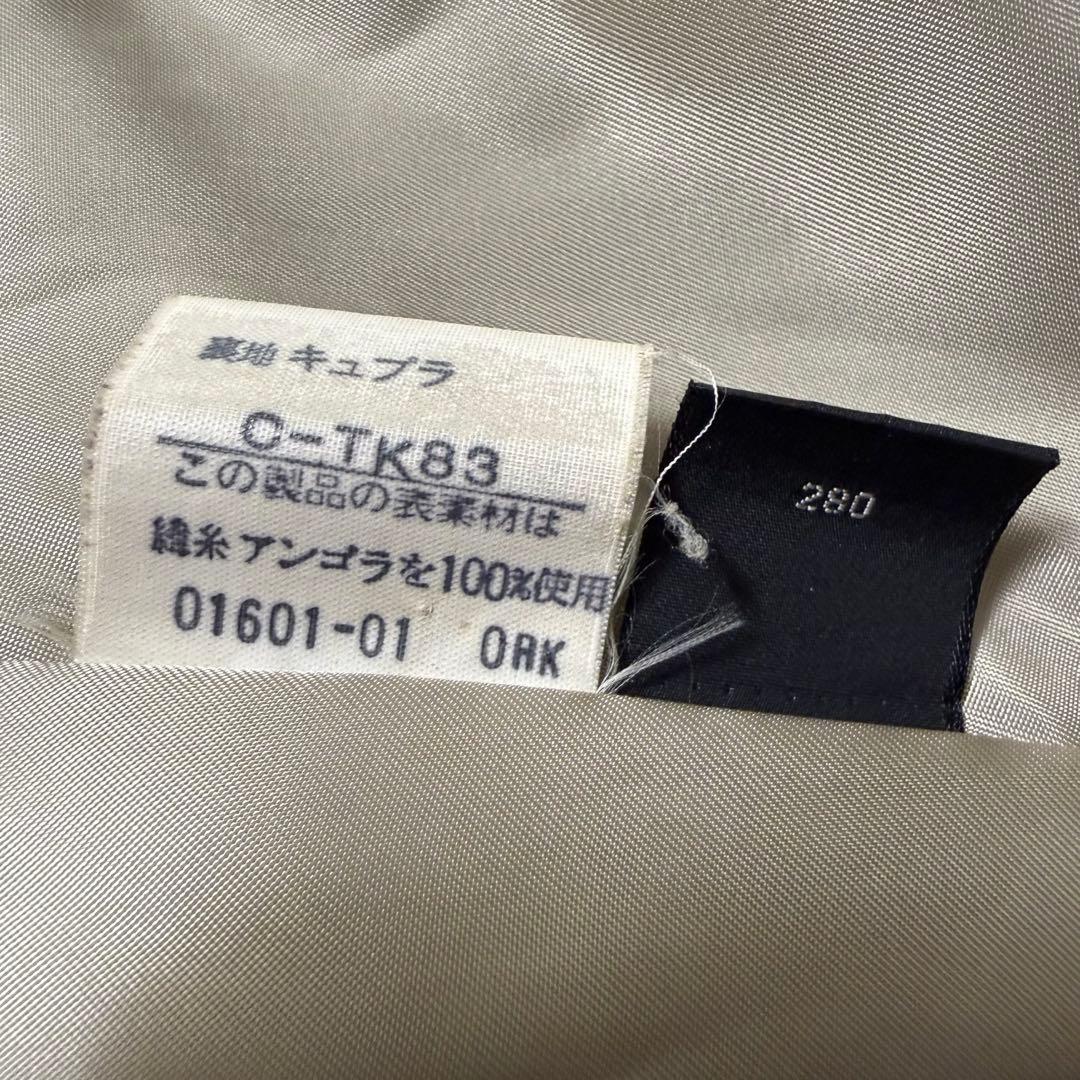 裏地 キュプラ
C-TK83
この製品の表素材は
緯糸 アンゴラを100%使用
01601-01 ORK
280